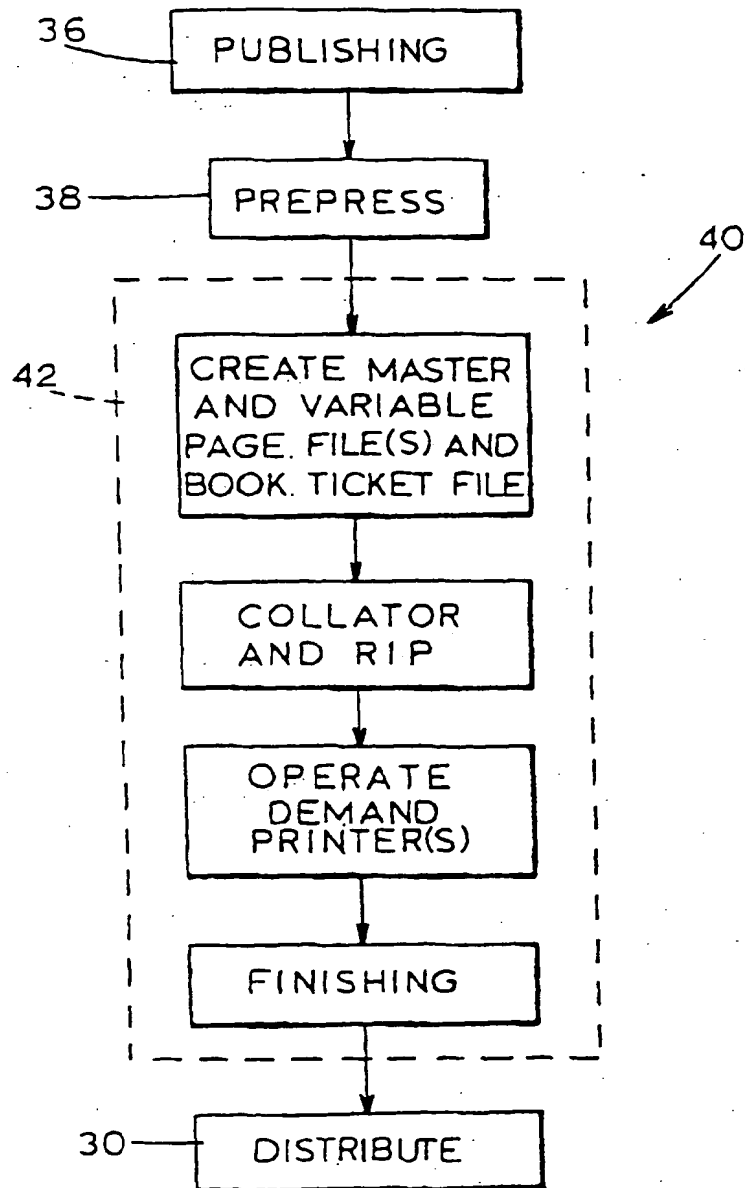 36
PUBLISHING
38
PREPRESS
40
42
CREATE MASTER
AND VARIABLE
PAGE. FILE(S) AND
BOOK. TICKET FILE
COLLATOR
AND RIP
OPERATE
DEMAND
PRINTER(S)
FINISHING
30
DISTRIBUTE